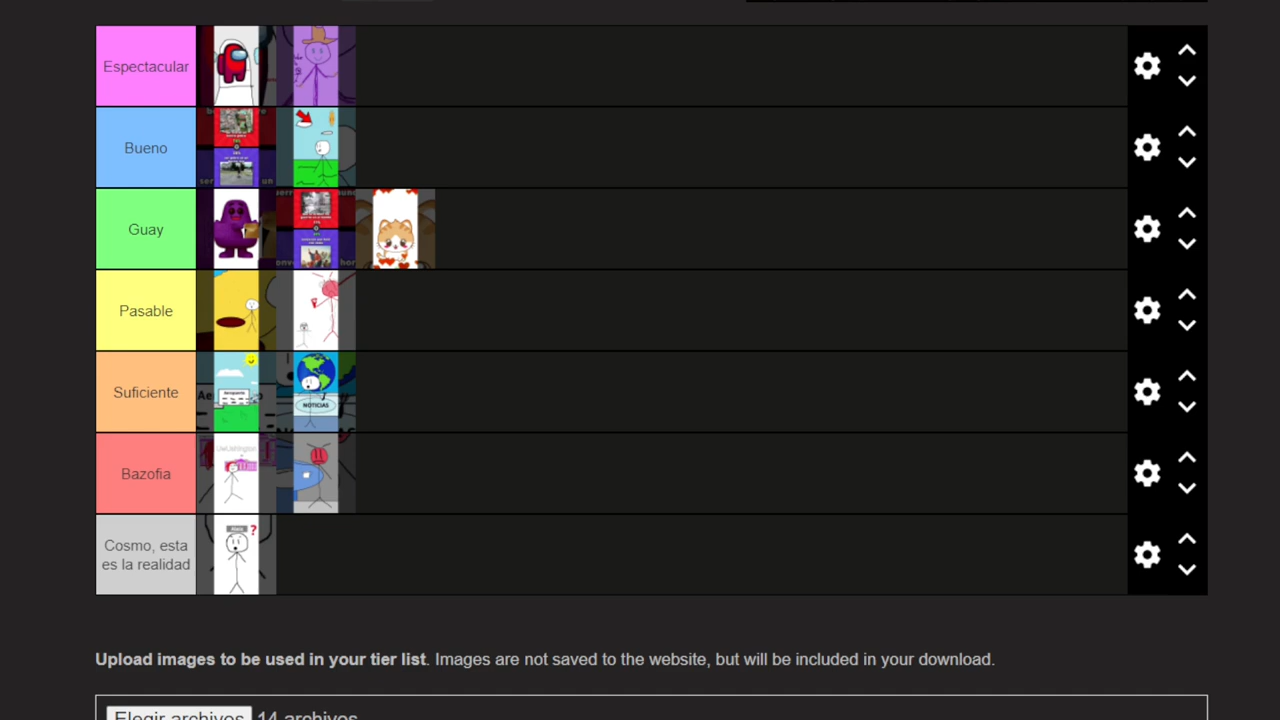 Espectacular
Bueno
Guay
Pasable
Suficiente
NOTICIAS
Bazofia
Cosmo, esta
es la realidad
Upload images to be used in your tier list. Images are not saved to the website, but will be included in your download.
Elegir archivos 14 archivos